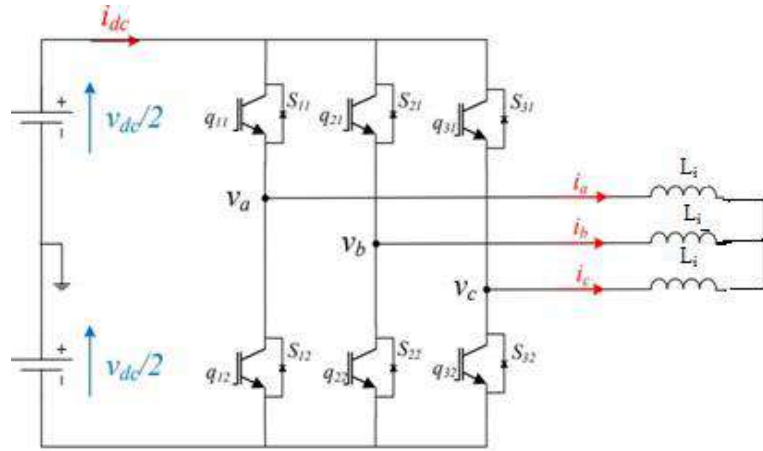 i_dc
+
-
v_dc/2
q_11
S_11
q_21
S_21
q_31
S_31
v_a
i_a
L_i
v_b
i_b
L_i
v_c
i_c
L_i
+
-
v_dc/2
q_12
S_12
q_22
S_22
q_32
S_32